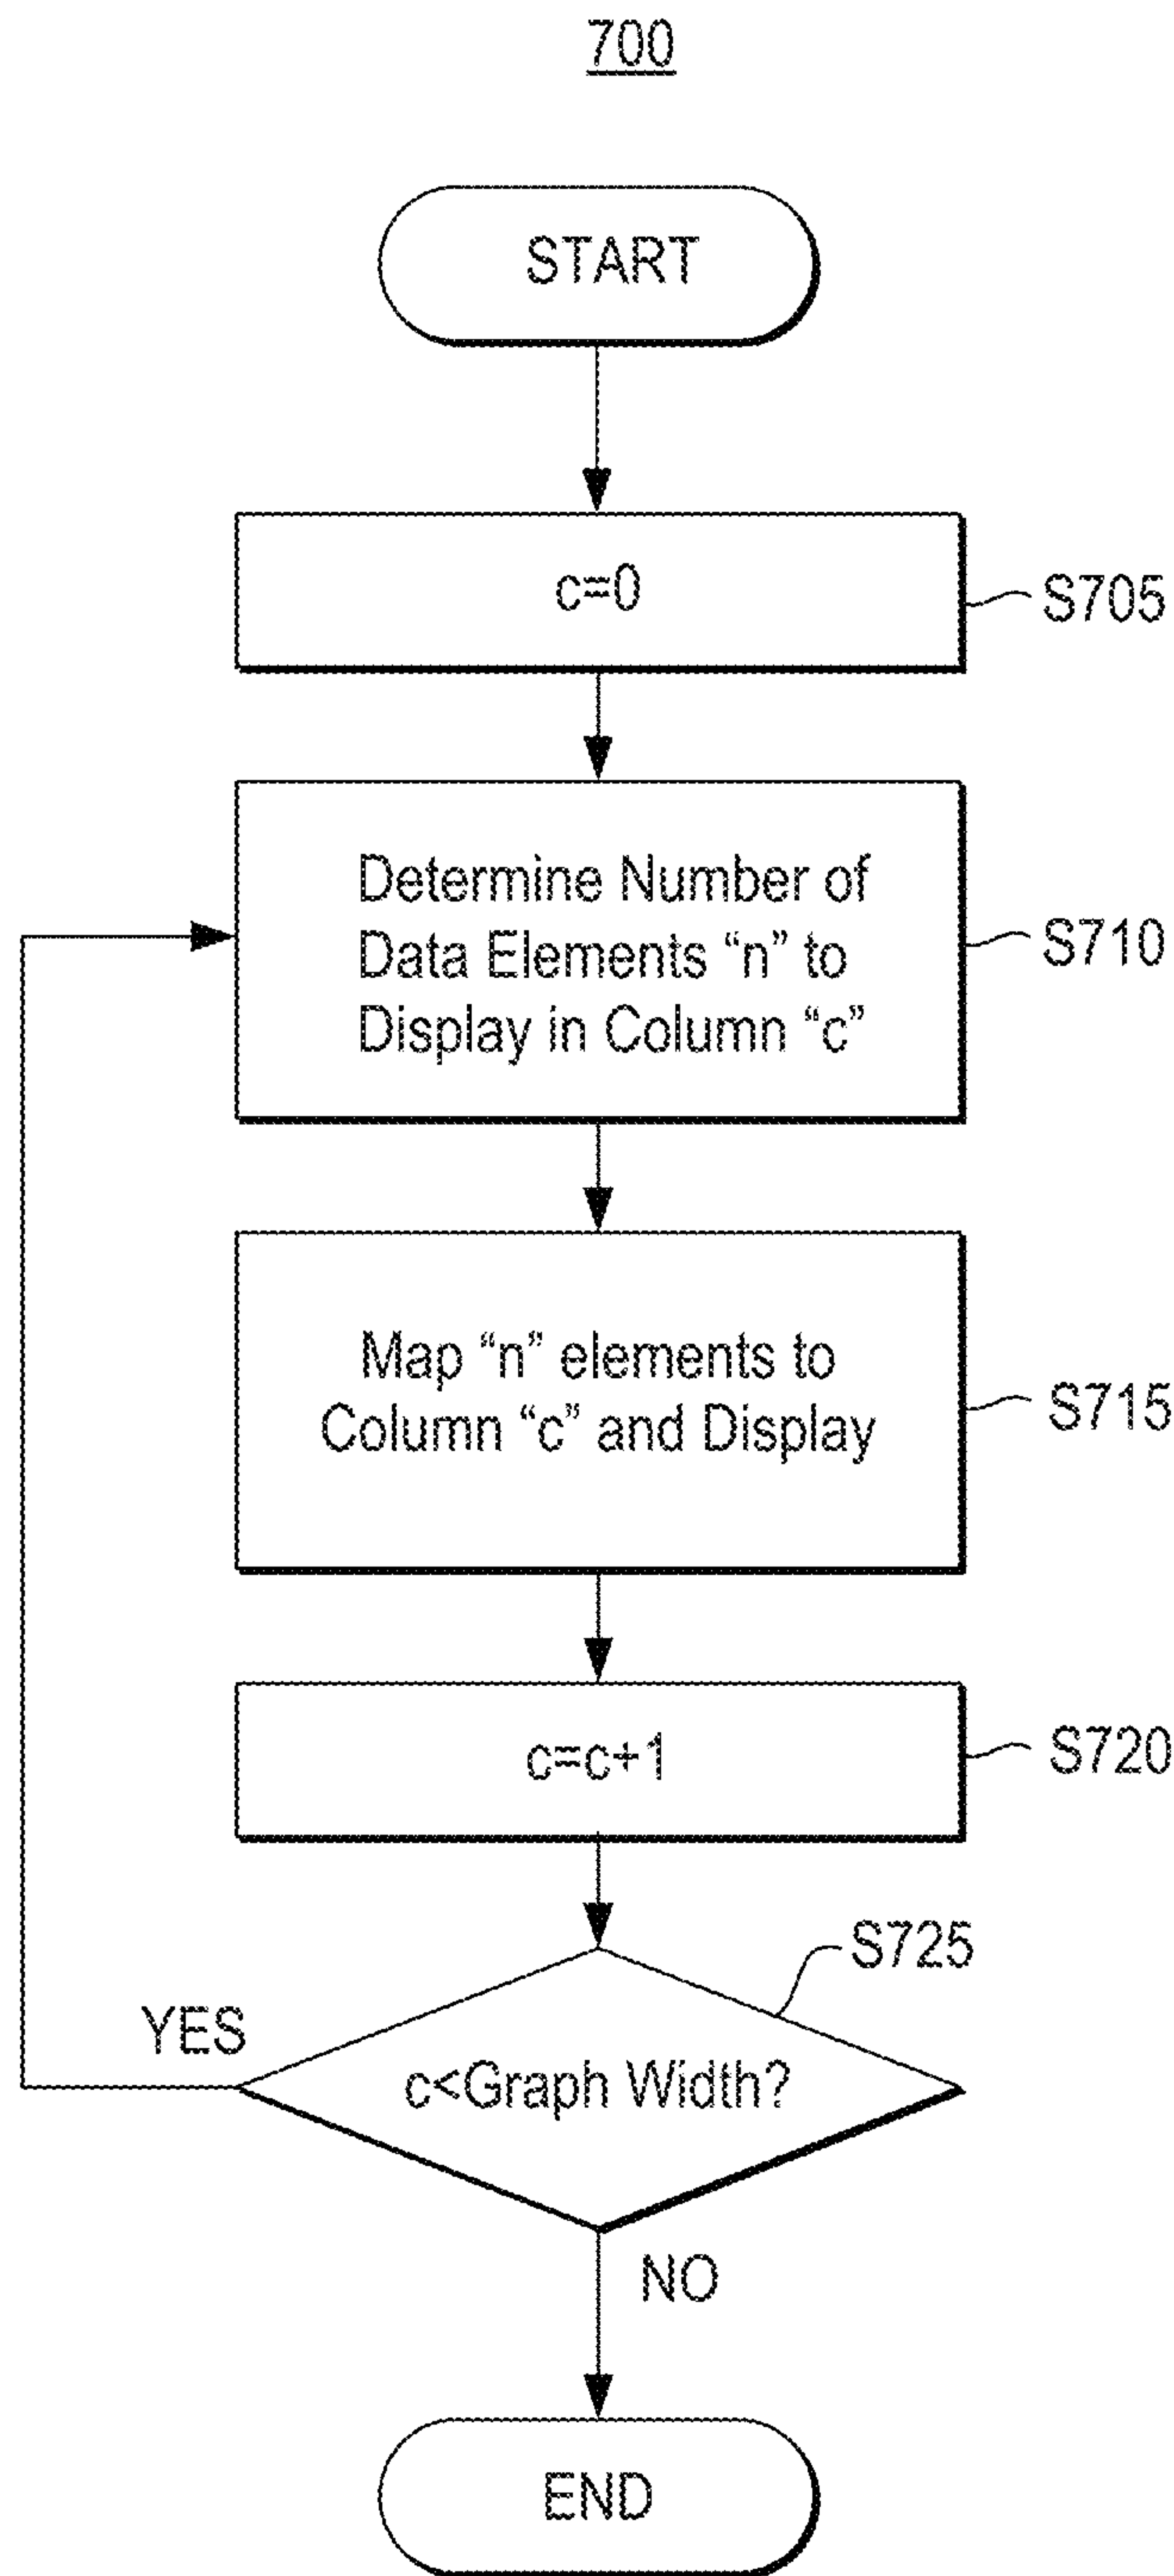 700
START
c=0
S705
Determine Number of
Data Elements “n” to
Display in Column “c”
S710
Map “n” elements to
Column “c” and Display
S715
c=c+1
S720
S725
YES
c<Graph Width?
NO
END